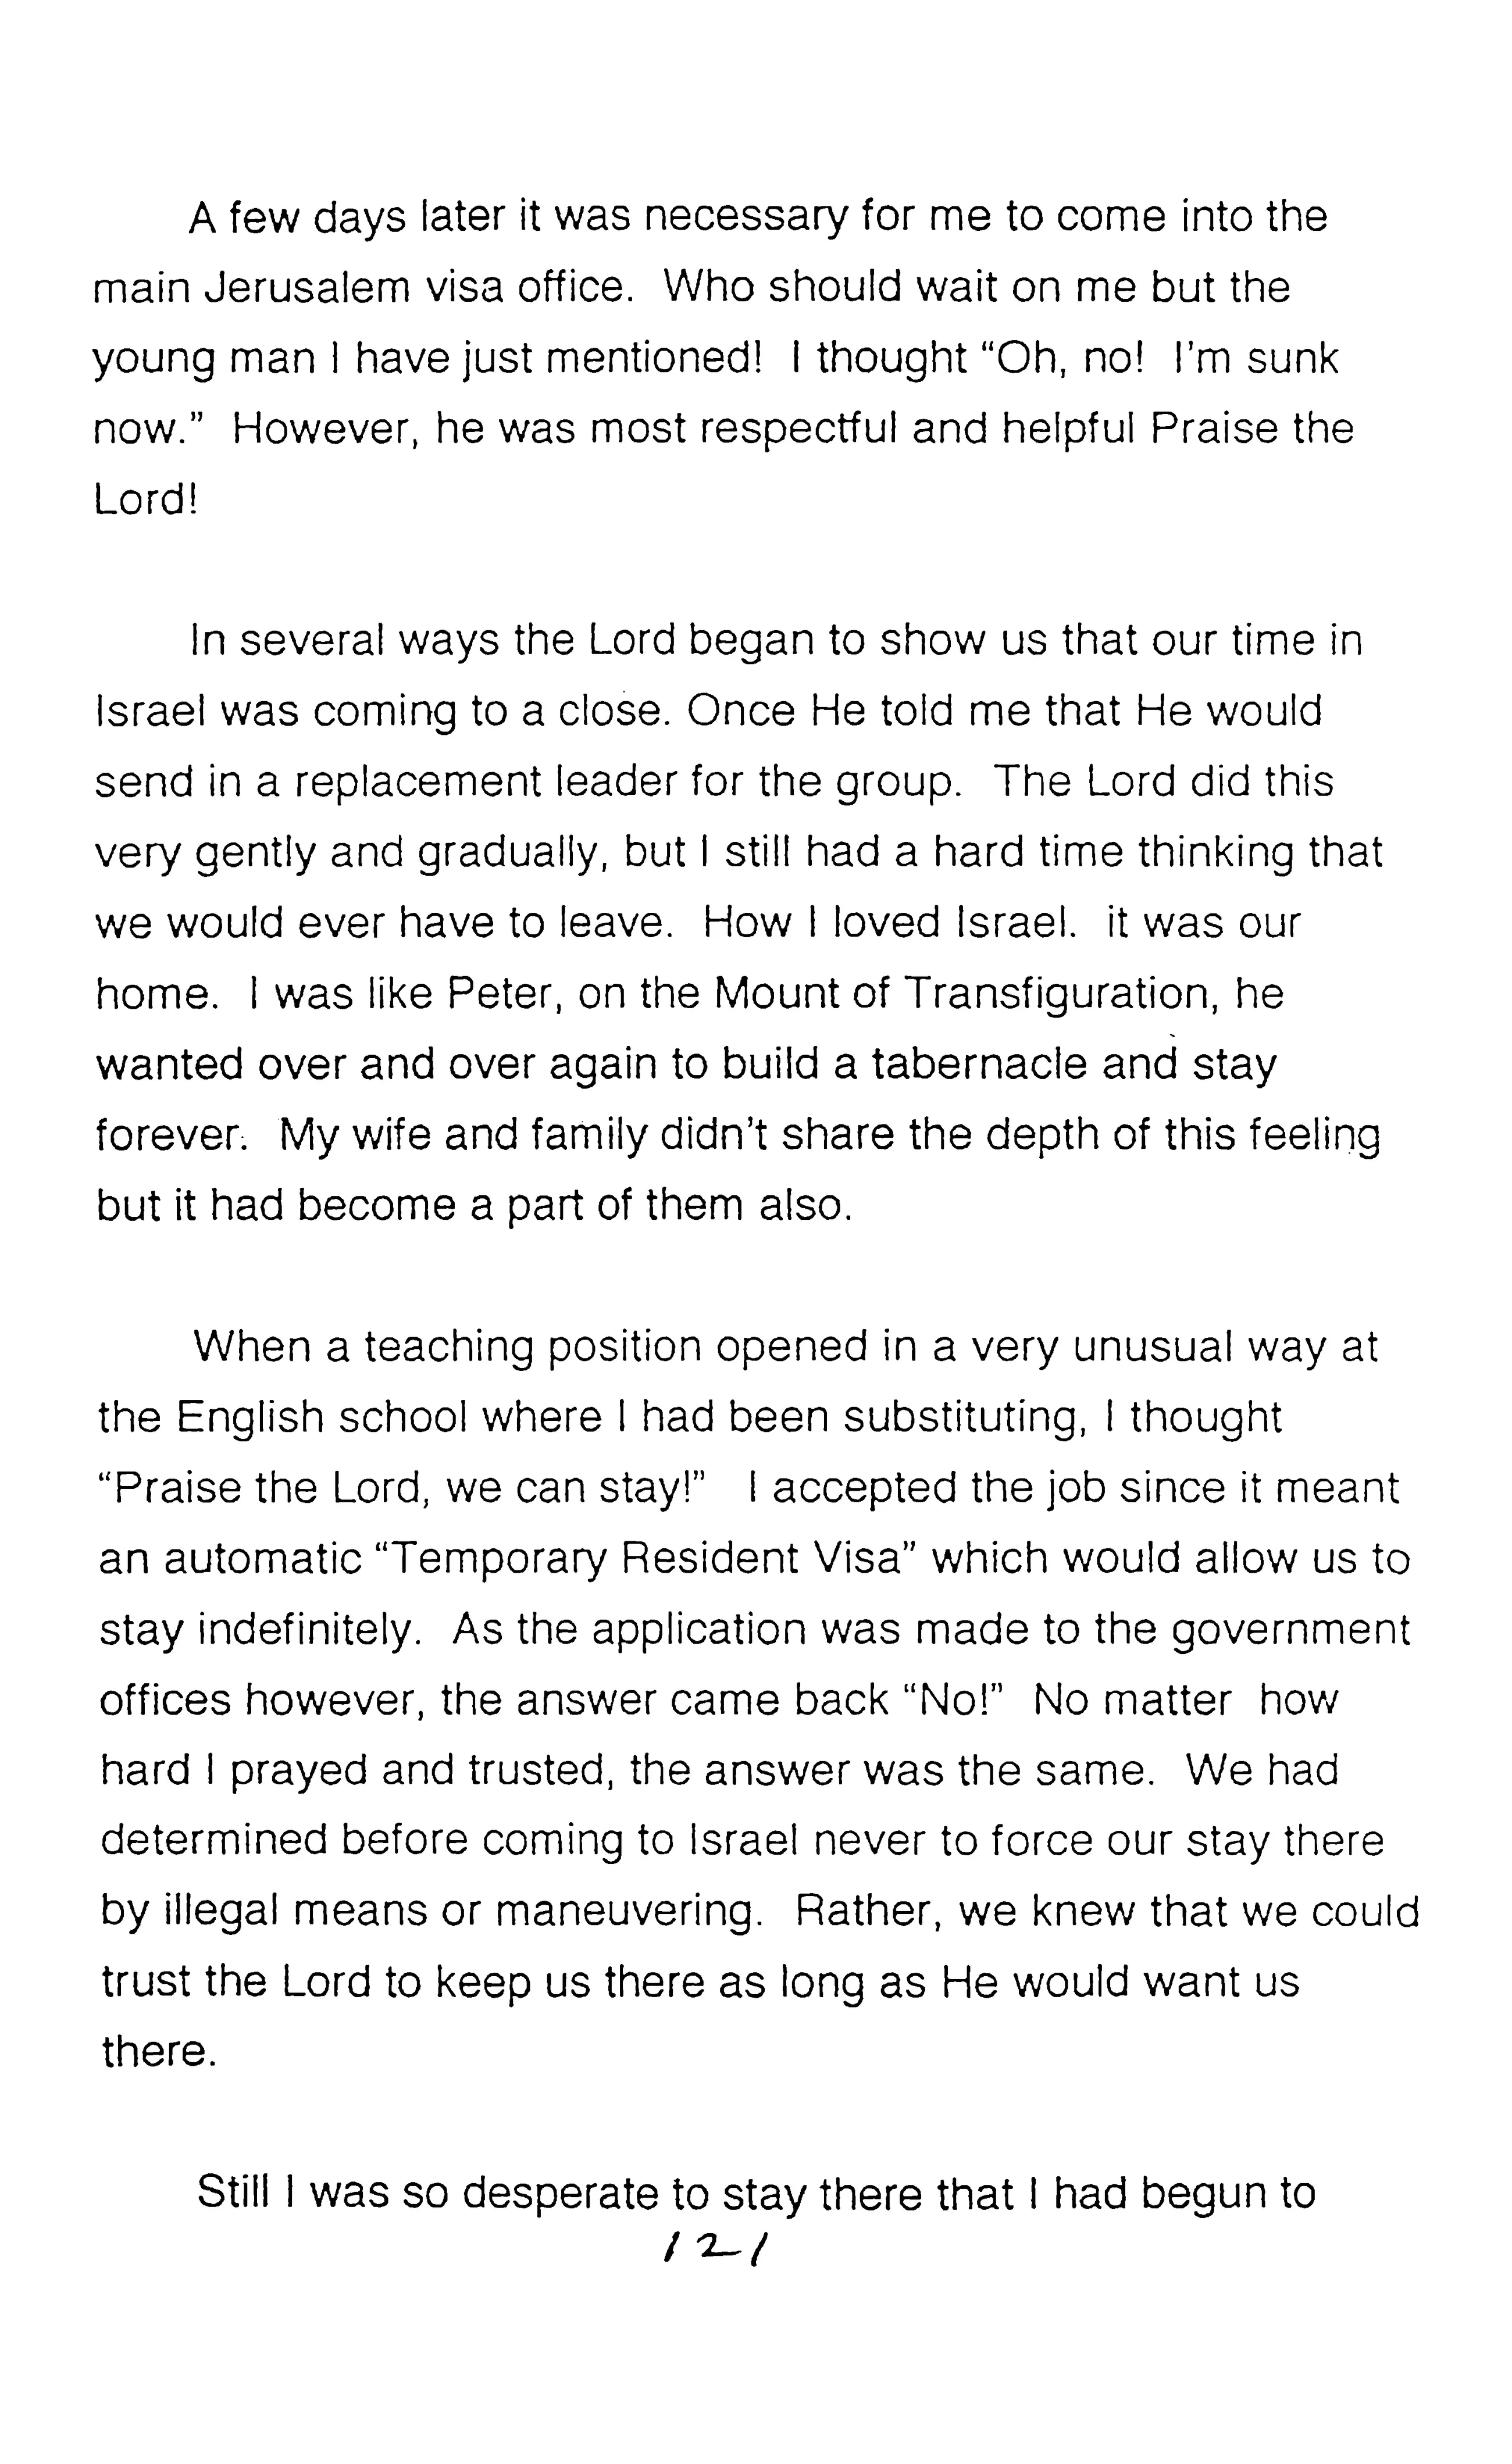 A few days later it was necessary for me to come into the
main Jerusalem visa office.  Who should wait on me but the
young man I have just mentioned!  I thought “Oh, no!  I'm sunk
now.”  However, he was most respectful and helpful Praise the
Lord!
In several ways the Lord began to show us that our time in
Israel was coming to a close. Once He told me that He would
send in a replacement leader for the group.  The Lord did this
very gently and gradually, but I still had a hard time thinking that
we would ever have to leave.  How I loved Israel.  it was our
home.  I was like Peter, on the Mount of Transfiguration, he
wanted over and over again to build a tabernacle and stay
forever.  My wife and family didn't share the depth of this feeling
but it had become a part of them also.
When a teaching position opened in a very unusual way at
the English school where I had been substituting, I thought
“Praise the Lord, we can stay!”   I accepted the job since it meant
an automatic “Temporary Resident Visa” which would allow us to
stay indefinitely.  As the application was made to the government
offices however, the answer came back “No!”  No matter  how
hard I prayed and trusted, the answer was the same.  We had
determined before coming to Israel never to force our stay there
by illegal means or maneuvering.  Rather, we knew that we could
trust the Lord to keep us there as long as He would want us
there.
Still I was so desperate to stay there that I had begun to
121